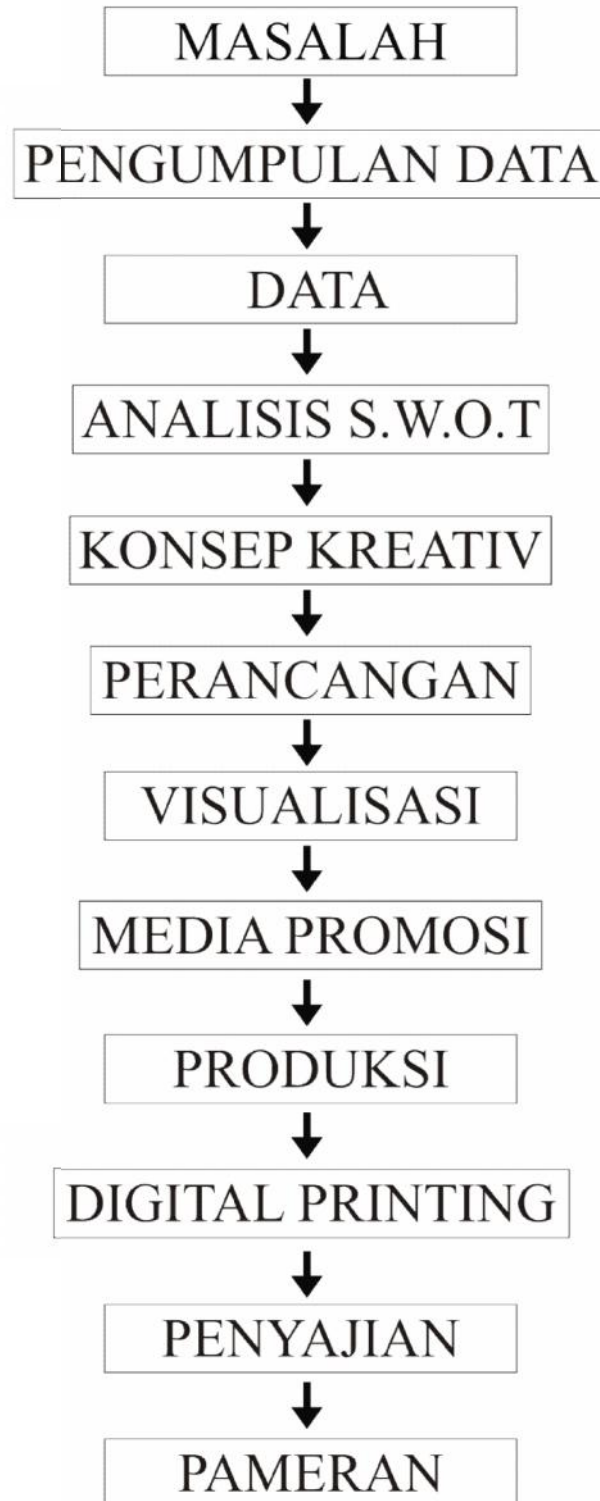 MASALAH
PENGUMPULAN DATA
DATA
ANALISIS S.W.O.T
KONSEP KREATIV
PERANCANGAN
VISUALISASI
MEDIA PROMOSI
PRODUKSI
DIGITAL PRINTING
PENYAJIAN
PAMERAN